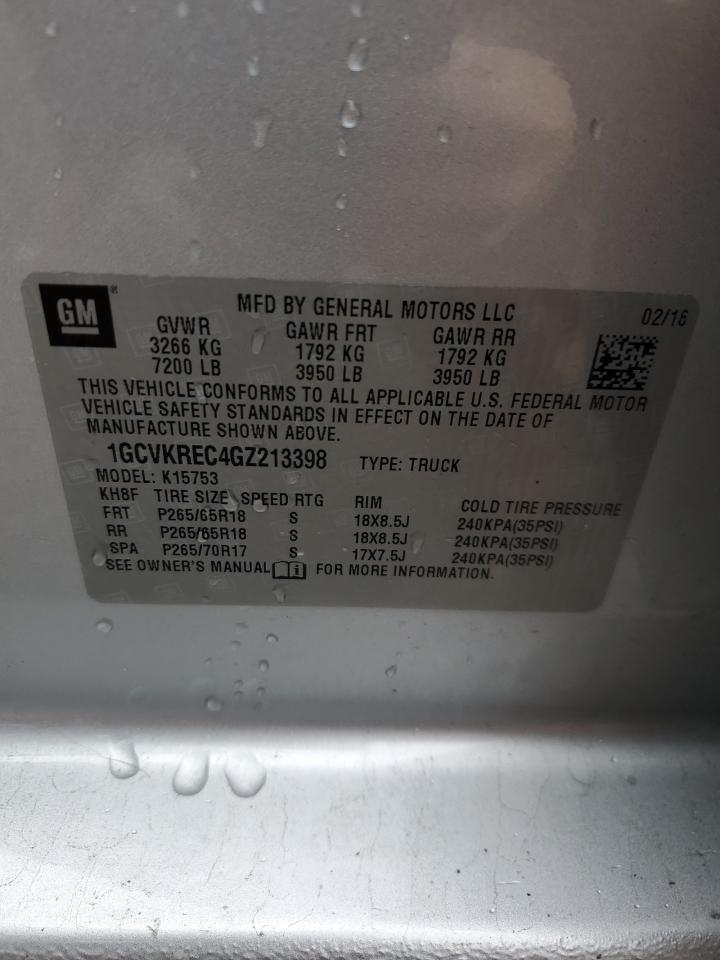 GM®
MFD BY GENERAL MOTORS LLC 02/16
GVWR GAWR FRT GAWR RR
3266 KG 1792 KG 1792 KG
7200 LB 3950 LB 3950 LB
THIS VEHICLE CONFORMS TO ALL APPLICABLE U.S. FEDERAL MOTOR
VEHICLE SAFETY STANDARDS IN EFFECT ON THE DATE OF
MANUFACTURE SHOWN ABOVE.
1GCVKREC4GZ213398 TYPE: TRUCK
MODEL: K15753
KH8F TIRE SIZE SPEED RTG RIM COLD TIRE PRESSURE
FRT P265/65R18 S 18X8.5J 240KPA(35PSI)
RR P265/65R18 S 18X8.5J 240KPA(35PSI)
SPA P265/70R17 S 17X7.5J 240KPA(35PSI)
SEE OWNER'S MANUAL FOR MORE INFORMATION.